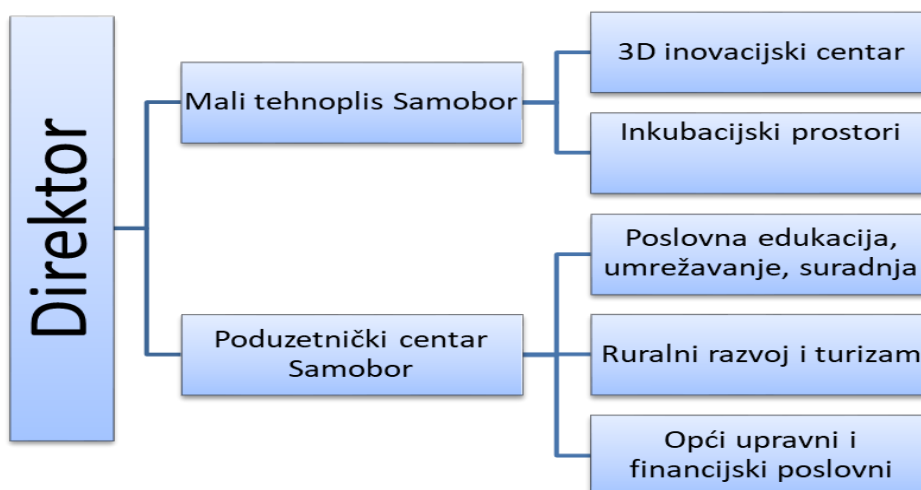 Direktor
Mali tehnoplis Samobor
3D inovacijski centar
Inkubacijski prostori
Poduzetnički centar
Samobor
Poslovna edukacija,
umrežavanje, suradnja
Ruralni razvoj i turizam
Opći upravni i
financijski poslovni